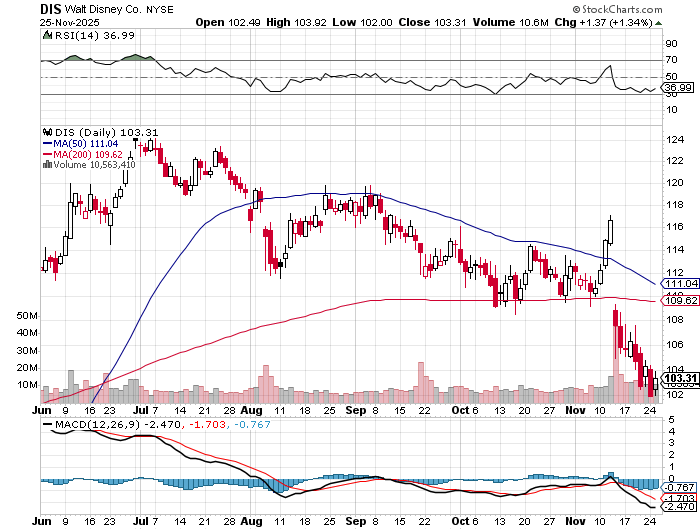 DIS Walt Disney Co. NYSE © StockCharts.com
25-Nov-2025 Open 102.49 High 103.92 Low 102.00 Close 103.31 Volume 10.6M Chg +1.37 (+1.34%)
RSI(14) 36.99
90
70
50
36.99
30
10
DIS (Daily) 103.31
MA(50) 111.04
MA(200) 109.62
Volume 10,563,410
124
122
120
118
116
114
112
111.04
109.62
108
106
104
103.31
102
50M
40M
30M
20M
10M
Jun 9 16 23 Jul 7 14 21 28 Aug 11 18 25 Sep 8 15 22 Oct 6 13 20 27 Nov 10 17 24
MACD(12,26,9) -2.470, -1.703, -0.767
5
4
3
2
1
0
-0.767
-1.703
-2.470
Jun 9 16 23 Jul 7 14 21 28 Aug 11 18 25 Sep 8 15 22 Oct 6 13 20 27 Nov 10 17 24